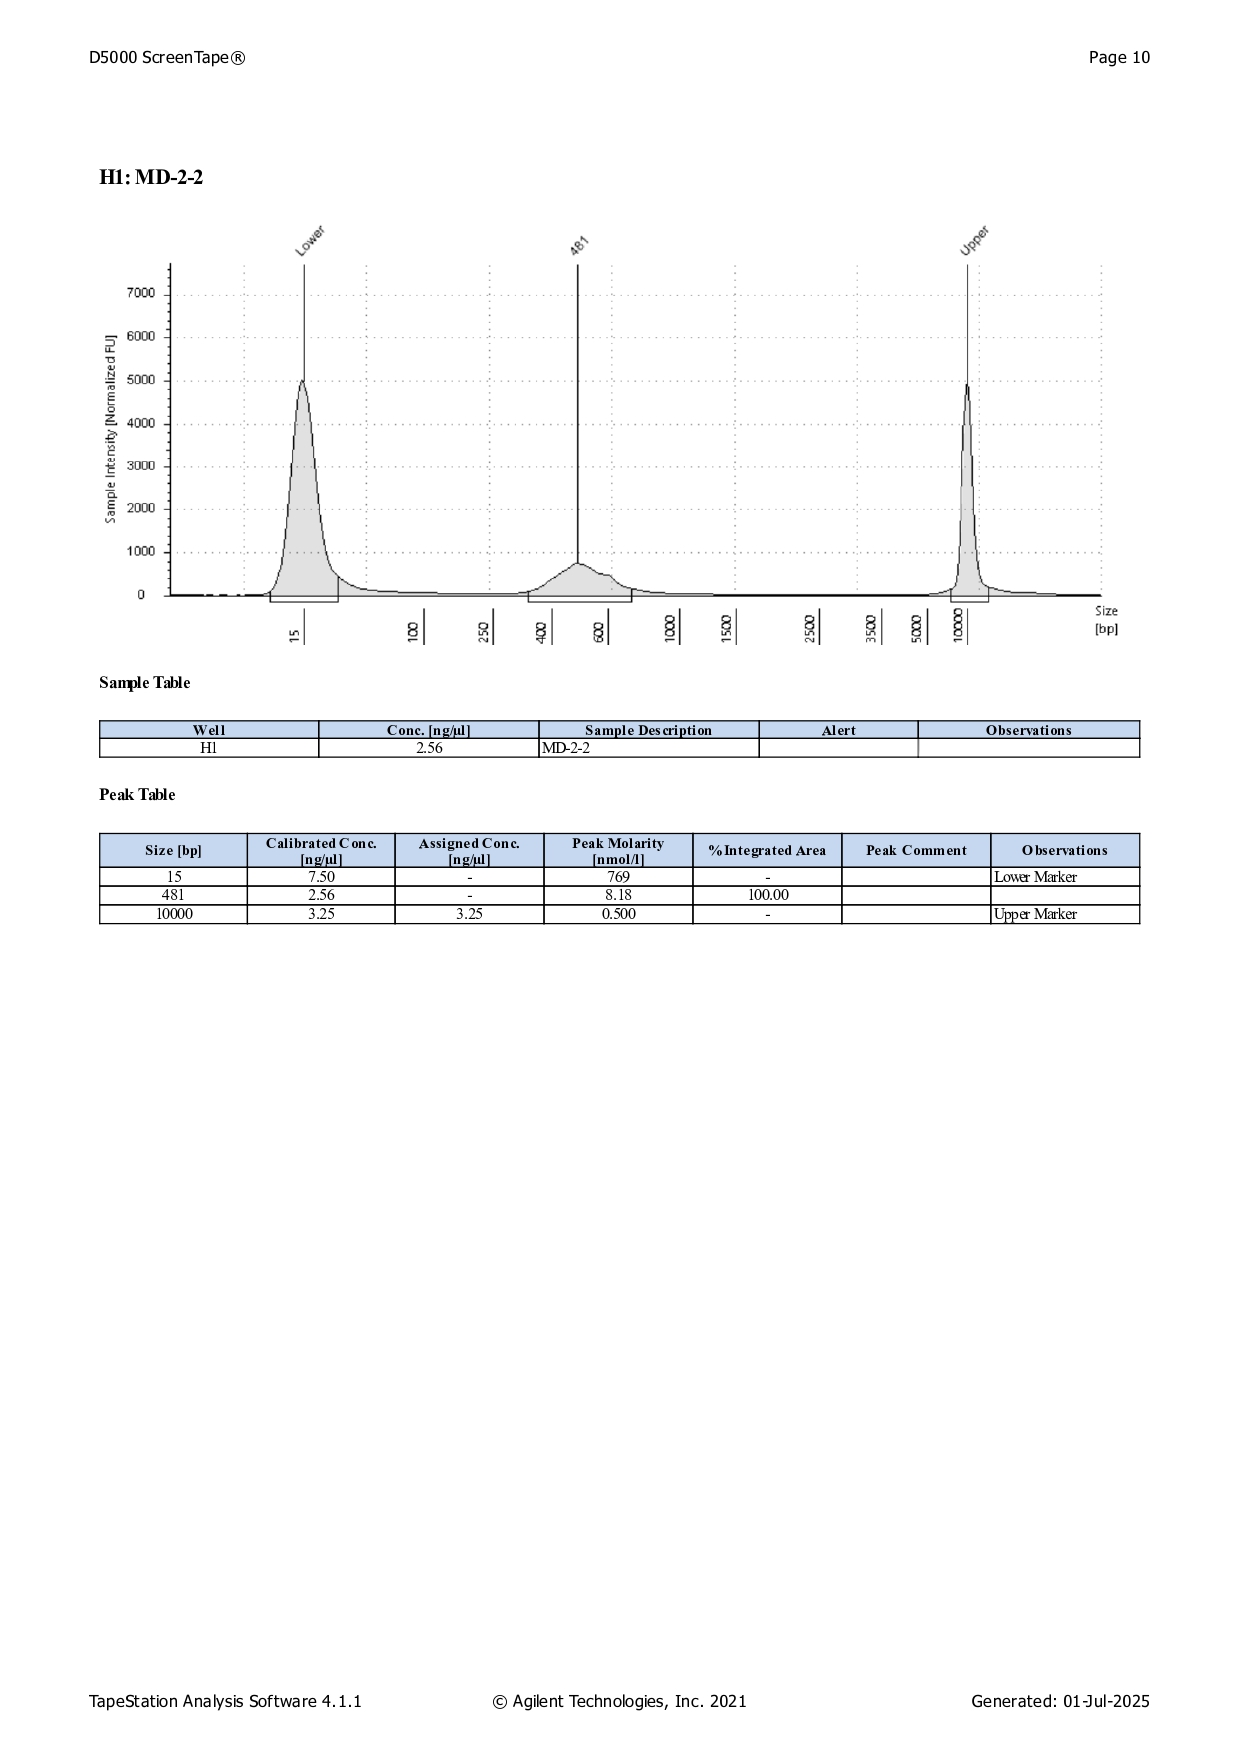 D5000 ScreenTape® Page 10
H1: MD-2-2
Lower 481 Upper
Sample Intensity [Normalized FU]
7000
6000
5000
4000
3000
2000
1000
0
15 100 250 400 600 1000 1500 2500 3500 5000 10000 Size [bp]
Sample Table
Well Conc. [ng/µl] Sample Description Alert Observations
H1 2.56 MD-2-2
Peak Table
Size [bp] Calibrated Conc. [ng/µl] Assigned Conc. [ng/µl] Peak Molarity [nmol/l] % Integrated Area Peak Comment Observations
15 7.50 - 769 - Lower Marker
481 2.56 - 8.18 100.00
10000 3.25 3.25 0.500 - Upper Marker
TapeStation Analysis Software 4.1.1 © Agilent Technologies, Inc. 2021 Generated: 01-Jul-2025